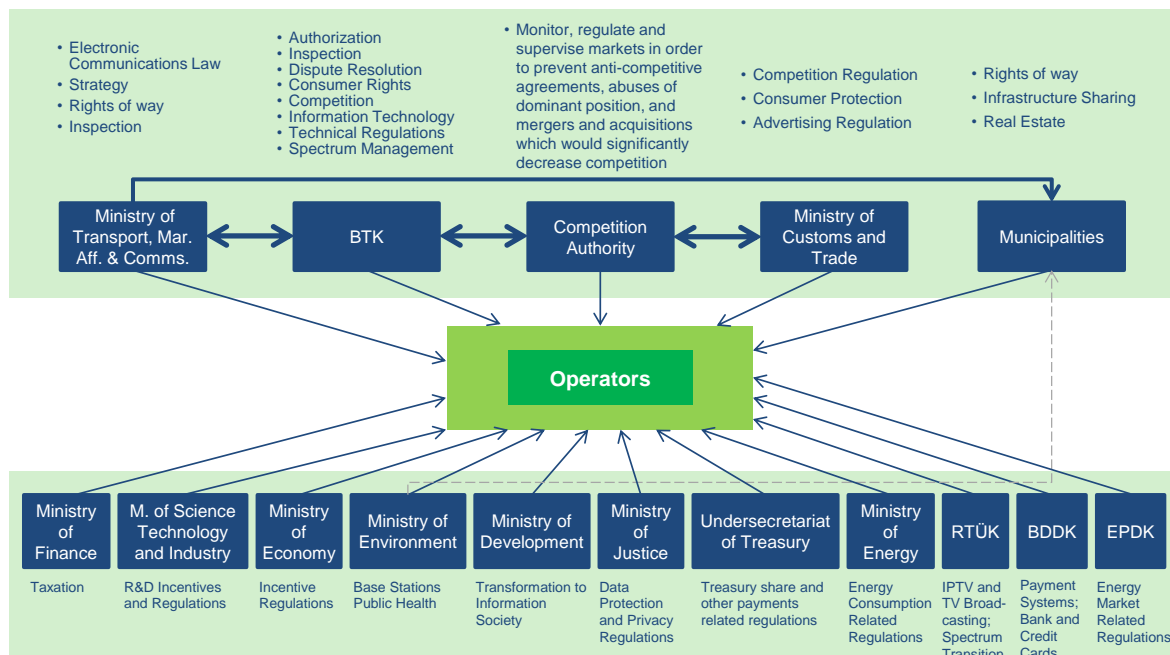 • Electronic
Communications Law
• Strategy
• Rights of way
• Inspection
• Authorization
• Inspection
• Dispute Resolution
• Consumer Rights
• Competition
• Information Technology
• Technical Regulations
• Spectrum Management
• Monitor, regulate and
supervise markets in order
to prevent anti-competitive
agreements, abuses of
dominant position, and
mergers and acquisitions
which would significantly
decrease competition
• Competition Regulation
• Consumer Protection
• Advertising Regulation
• Rights of way
• Infrastructure Sharing
• Real Estate
Ministry of
Transport, Mar.
Aff. & Comms.
BTK
Competition
Authority
Ministry of
Customs and
Trade
Municipalities
Operators
Ministry
of
Finance
M. of Science
Technology
and Industry
Ministry
of
Economy
Ministry of
Environment
Ministry of
Development
Ministry
of
Justice
Undersecretariat
of Treasury
Ministry
of
Energy
RTÜK
BDDK
EPDK
Taxation
R&D Incentives
and Regulations
Incentive
Regulations
Base Stations
Public Health
Transformation to
Information
Society
Data
Protection
and Privacy
Regulations
Treasury share and
other payments
related regulations
Energy
Consumption
Related
Regulations
IPTV and
TV Broad-
casting;
Spectrum
Transition
Payment
Systems;
Bank and
Credit
Cards
Energy
Market
Related
Regulations